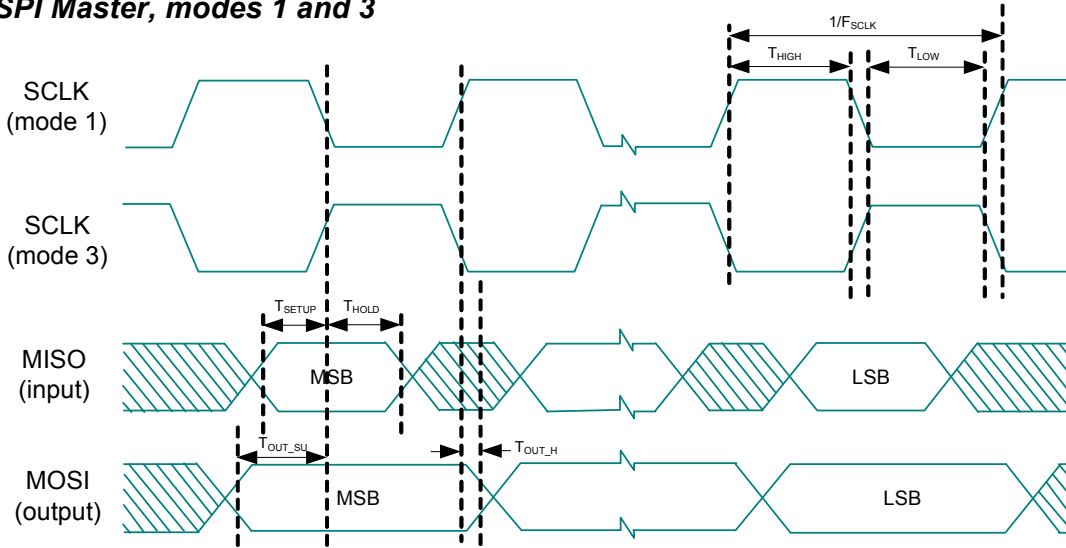 SPI Master, modes 1 and 3
1/FSCLK
THIGH
TLOW
SCLK
(mode 1)
SCLK
(mode 3)
TSETUP
THOLD
MISO
(input)
MSB
LSB
TOUT_SU
TOUT_H
MOSI
(output)
MSB
LSB